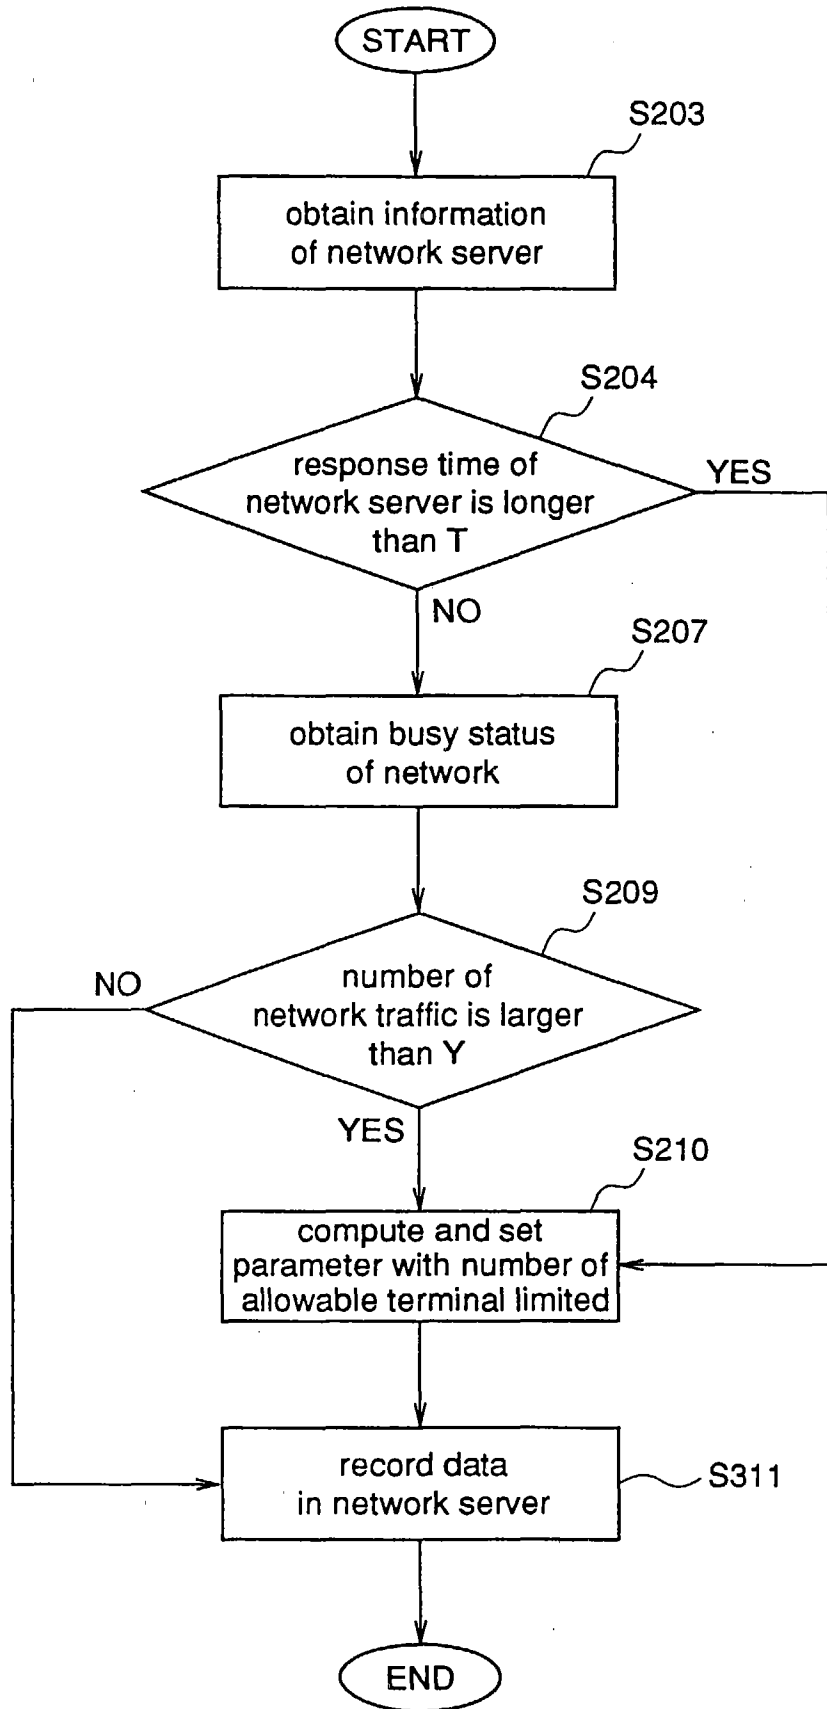 START
S203
obtain information
of network server
S204
response time of
network server is longer
than T
YES
NO
S207
obtain busy status
of network
S209
number of
network traffic is larger
than Y
NO
YES
S210
compute and set
parameter with number of
allowable terminal limited
record data
in network server
S311
END